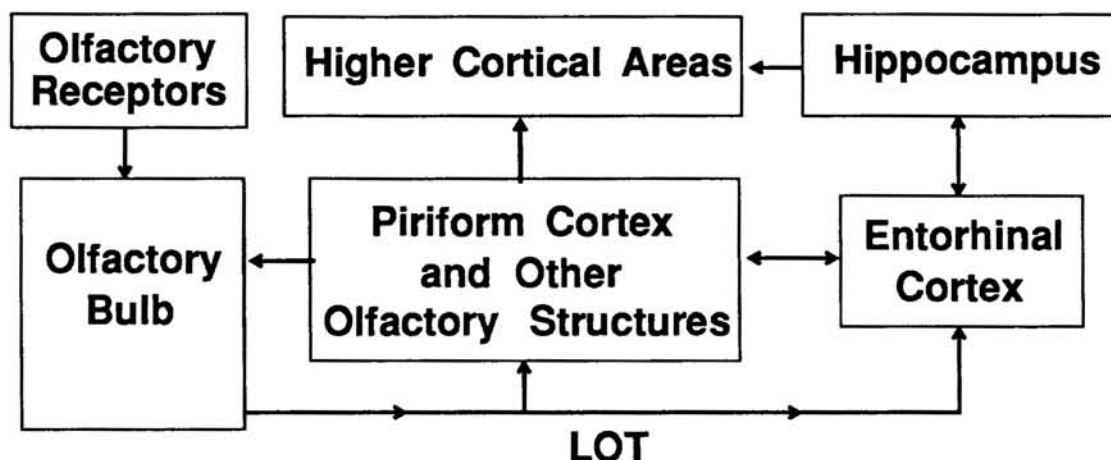 Olfactory
Receptors
Higher Cortical Areas
Hippocampus
Olfactory
Bulb
Piriform Cortex
and Other
Olfactory Structures
Entorhinal
Cortex
LOT